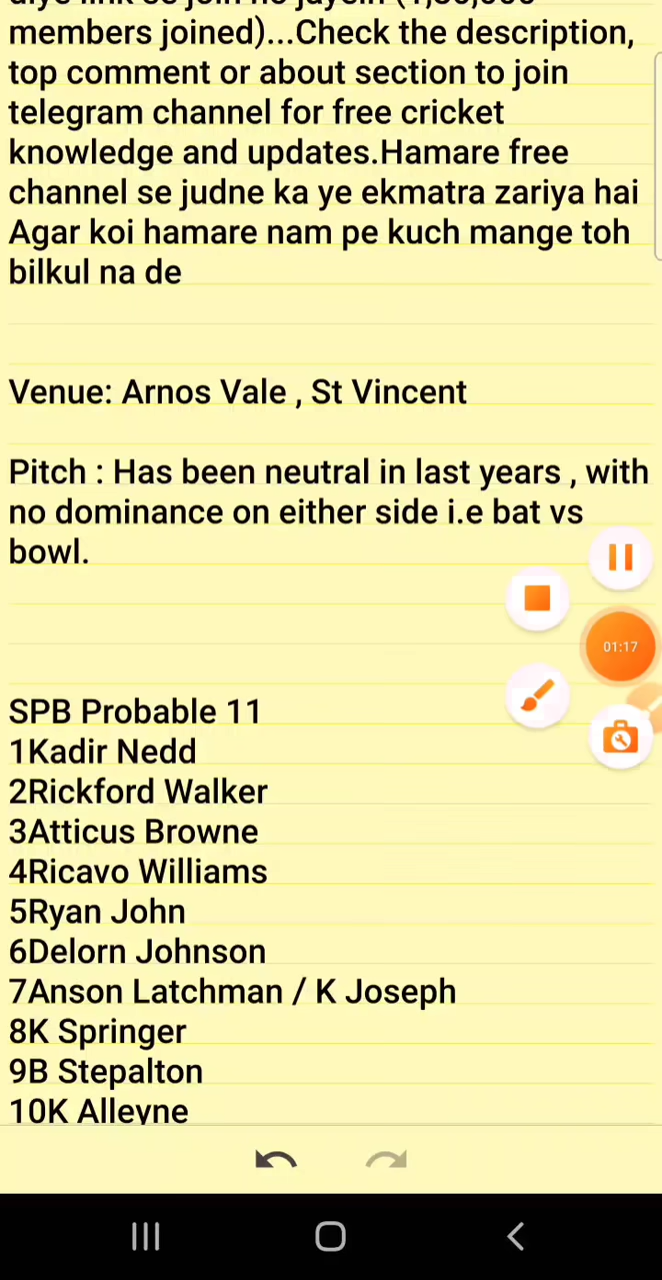 members joined)...Check the description,
top comment or about section to join
telegram channel for free cricket
knowledge and updates.Hamare free
channel se judne ka ye ekmatra zariya hai
Agar koi hamare nam pe kuch mange toh
bilkul na de
Venue: Arnos Vale , St Vincent
Pitch : Has been neutral in last years , with
no dominance on either side i.e bat vs
bowl.
01:17
SPB Probable 11
1Kadir Nedd
2Rickford Walker
3Atticus Browne
4Ricavo Williams
5Ryan John
6Delorn Johnson
7Anson Latchman / K Joseph
8K Springer
9B Stepalton
10K Alleyne